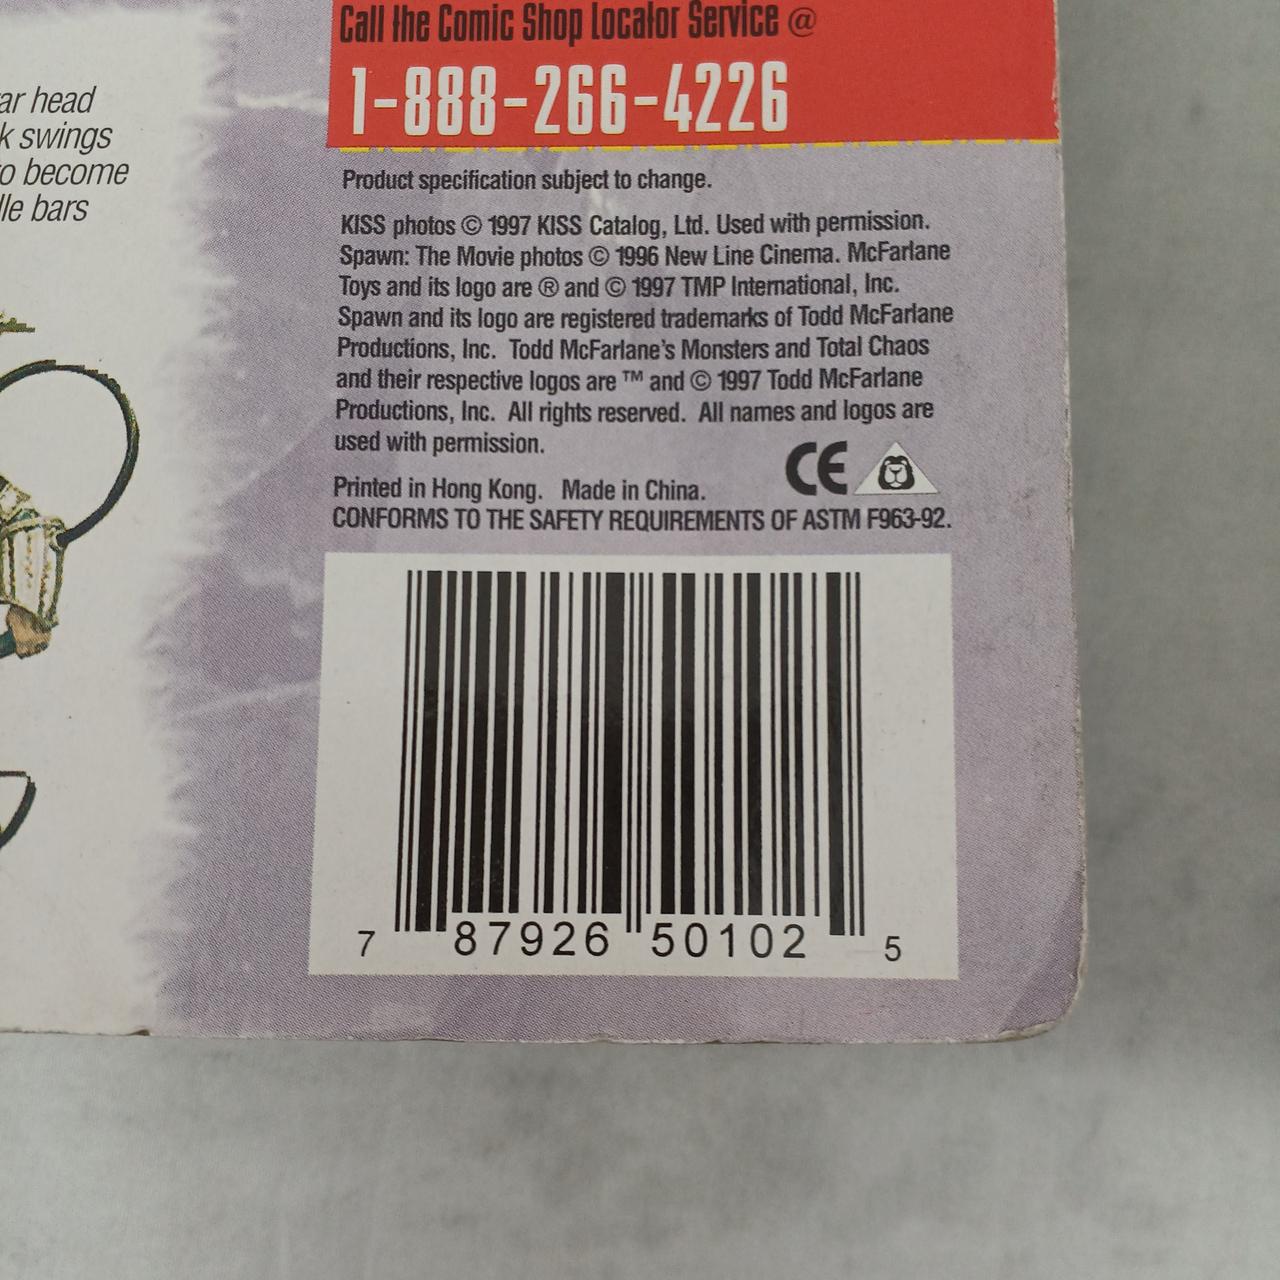 Call the Comic Shop Locator Service @
1-888-266-4226
ar head
k swings
to become
lle bars
Product specification subject to change.
KISS photos © 1997 KISS Catalog, Ltd. Used with permission.
Spawn: The Movie photos © 1996 New Line Cinema. McFarlane
Toys and its logo are ® and © 1997 TMP International, Inc.
Spawn and its logo are registered trademarks of Todd McFarlane
Productions, Inc. Todd McFarlane's Monsters and Total Chaos
and their respective logos are ™ and © 1997 Todd McFarlane
Productions, Inc. All rights reserved. All names and logos are
used with permission.
CE
Printed in Hong Kong. Made in China.
CONFORMS TO THE SAFETY REQUIREMENTS OF ASTM F963-92.
7 87926 50102 5